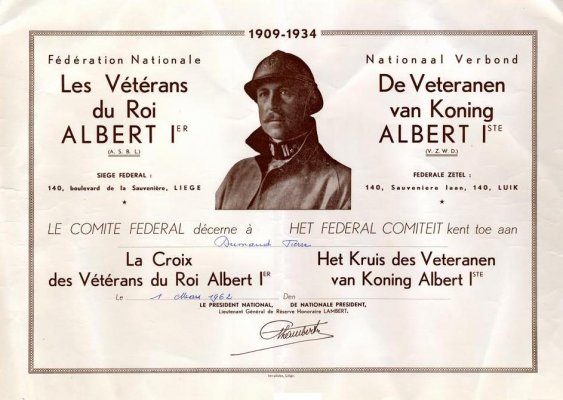 1909-1934
Fédération Nationale
Les Vétérans
du Roi
ALBERT IER
(A. S. B. L.)
SIEGE FEDERAL :
140, boulevard de la Sauvenière, LIEGE
Nationaal Verbond
De Veteranen
van Koning
ALBERT ISTE
(V. Z. W. D.)
FEDERALE ZETEL :
140, Sauveniere laan, 140, LUIK
LE COMITE FEDERAL décerne à
HET FEDERAL COMITEIT kent toe aan
Pierre
La Croix
des Vétérans du Roi Albert IER
Het Kruis des Veteranen
van Koning Albert ISTE
Le 1 Mars 1962 Den
LE PRESIDENT NATIONAL, DE NATIONALE PRESIDENT,
Lieutenant Général de Réserve Honoraire LAMBERT.
Lambert